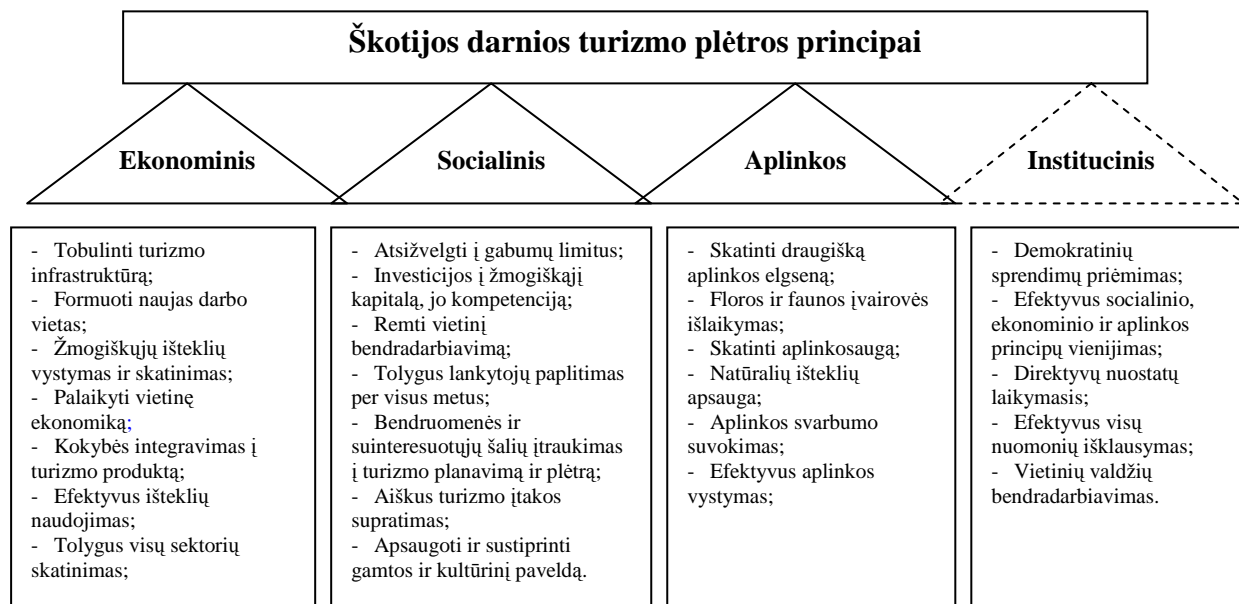 Škotijos darnios turizmo plėtros principai
Ekonominis
Socialinis
Aplinkos
Institucinis
- Tobulinti turizmo
infrastruktūrą;
- Formuoti naujas darbo
vietas;
- Žmogiškųjų išteklių
vystymas ir skatinimas;
- Palaikyti vietinę
ekonomiką;
- Kokybės integravimas į
turizmo produktą;
- Efektyvus išteklių
naudojimas;
- Tolygus visų sektorių
skatinimas;
- Atsižvelgti į gabumų limitus;
- Investicijos į žmogiškąjį
kapitalą, jo kompetenciją;
- Remti vietinį
bendradarbiavimą;
- Tolygus lankytojų paplitimas
per visus metus;
- Bendruomenės ir
suinteresuotųjų šalių įtraukimas
į turizmo planavimą ir plėtrą;
- Aiškus turizmo įtakos
supratimas;
- Apsaugoti ir sustiprinti
gamtos ir kultūrinį paveldą.
- Skatinti draugišką
aplinkos elgseną;
- Floros ir faunos įvairovės
išlaikymas;
- Skatinti aplinkosaugą;
- Natūralių išteklių
apsauga;
- Aplinkos svarbumo
suvokimas;
- Efektyvus aplinkos
vystymas;
- Demokratinių
sprendimų priėmimas;
- Efektyvus socialinio,
ekonominio ir aplinkos
principų vienijimas;
- Direktyvų nuostatų
laikymasis;
- Efektyvus visų
nuomonių išklausymas;
- Vietinių valdžių
bendradarbiavimas.